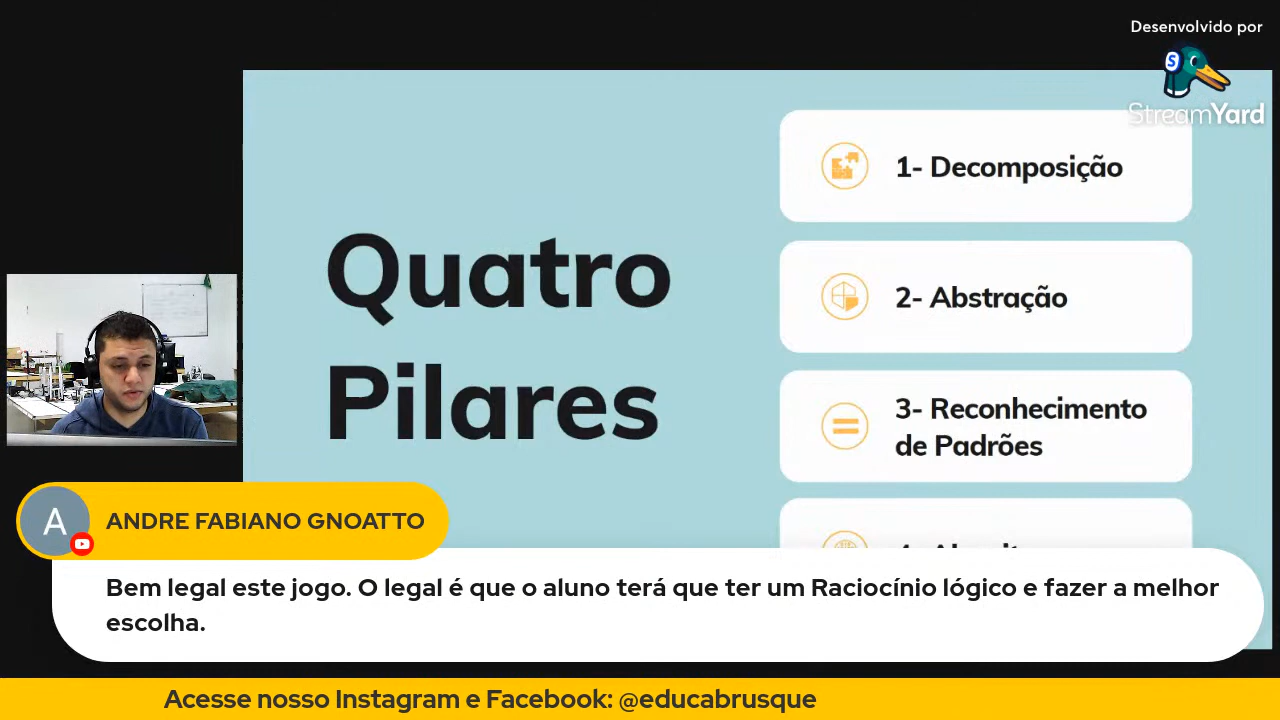 Desenvolvido por
StreamYard
Quatro
Pilares
1- Decomposição
2- Abstração
3- Reconhecimento
de Padrões
A
ANDRE FABIANO GNOATTO
Bem legal este jogo. O legal é que o aluno terá que ter um Raciocínio lógico e fazer a melhor
escolha.
Acesse nosso Instagram e Facebook: @educabrusque